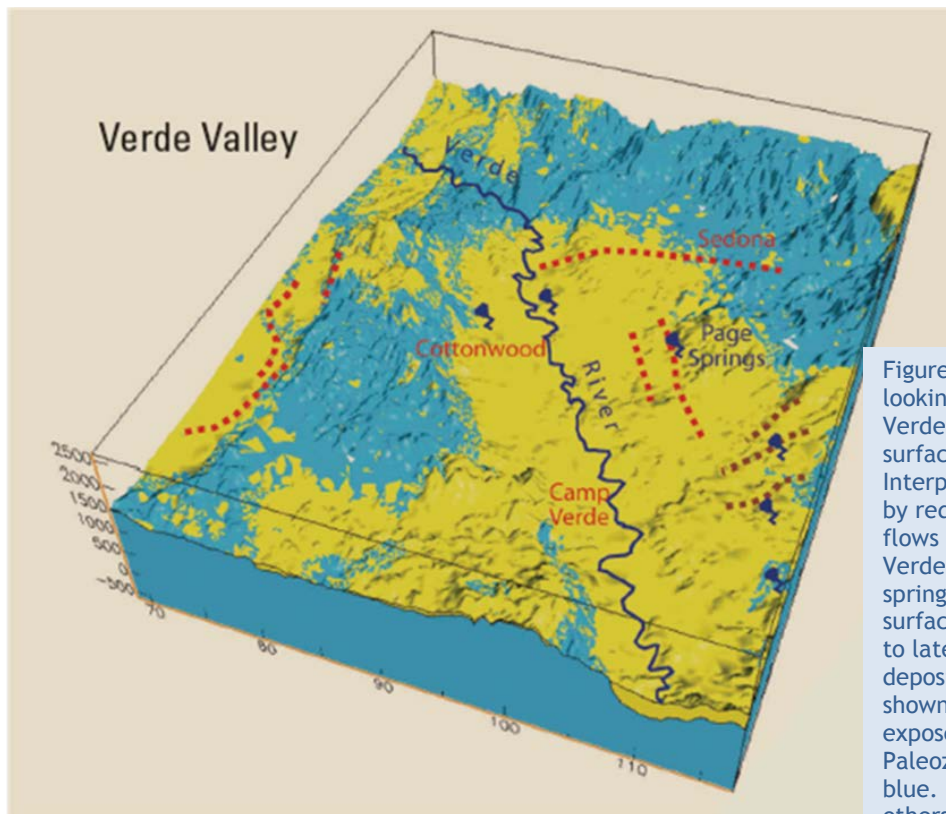 Verde Valley
Verde
River
Sedona
Page
Springs
Cottonwood
Camp
Verde
2500
2000
1500
1000
500
0
-500
70
80
90
100
110
Figure
lookin
Verde
surfac
Interp
by red
flows
Verde
spring
surfac
to late
depos
shown
expos
Paleoz
blue.